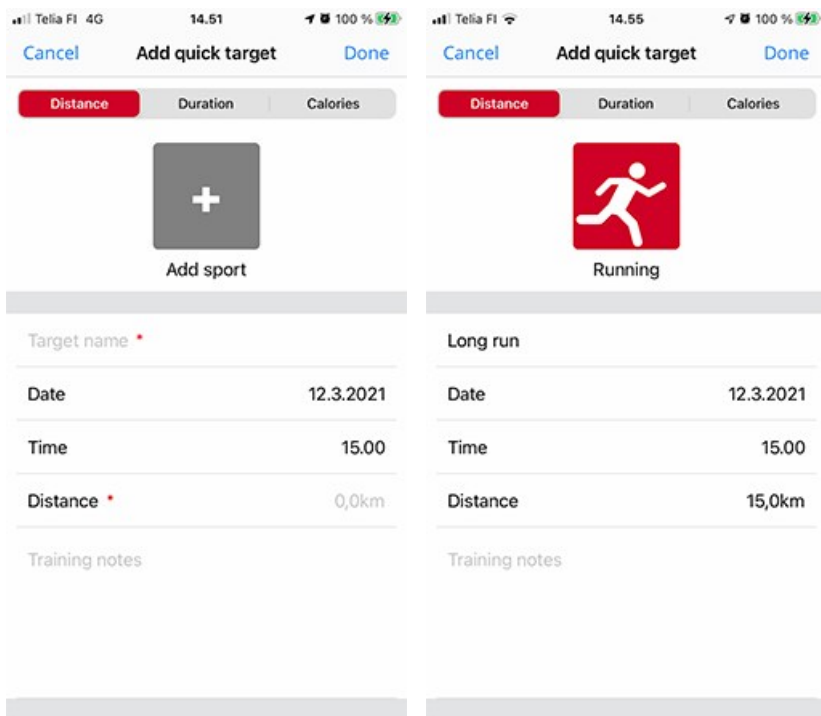 Telia FI 4G 14.51 100 %
Cancel Add quick target Done
Distance Duration Calories
+
Add sport
Target name *
Date 12.3.2021
Time 15.00
Distance * 0,0km
Training notes
Telia FI 14.55 100 %
Cancel Add quick target Done
Distance Duration Calories
Running
Long run
Date 12.3.2021
Time 15.00
Distance 15,0km
Training notes